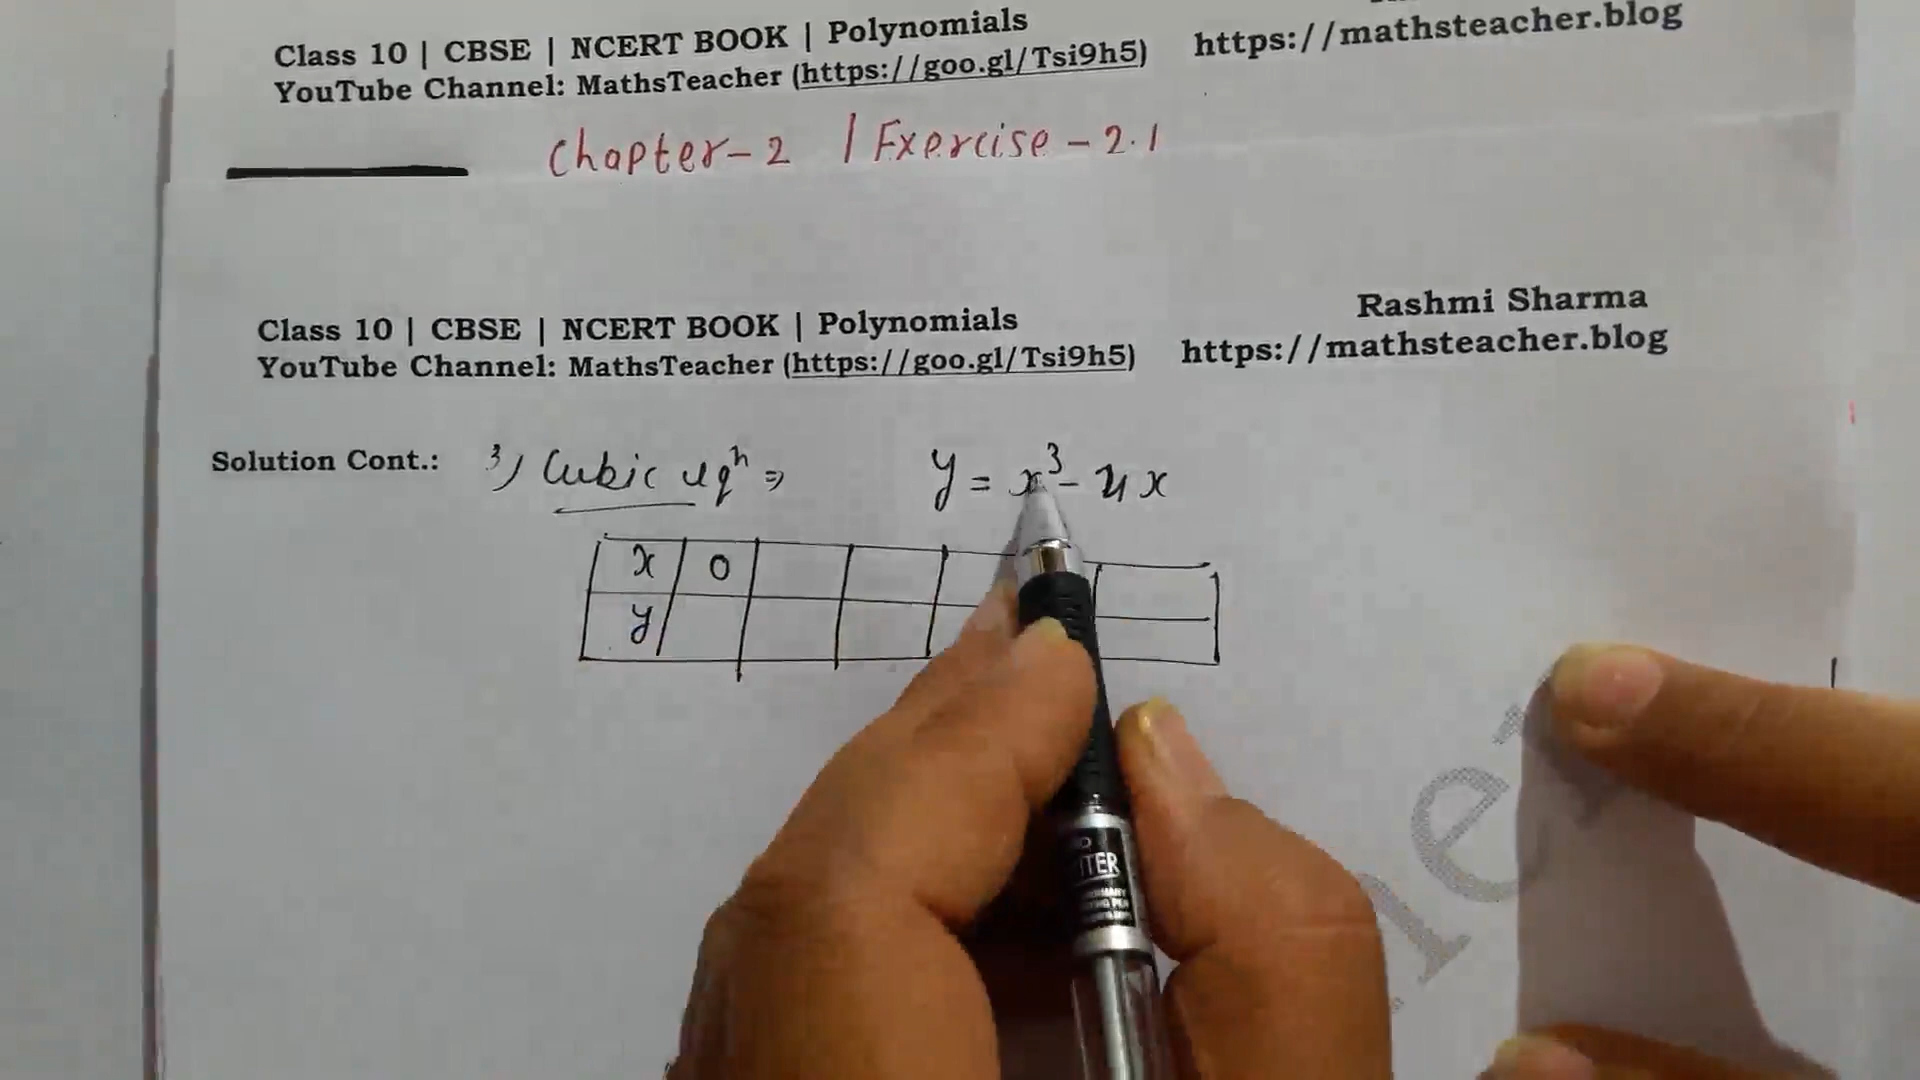 Class 10 | CBSE | NCERT BOOK | Polynomials
YouTube Channel: MathsTeacher (https://goo.gl/Tsi9h5) https://mathsteacher.blog
Chapter-2 | Exercise-2.1
Rashmi Sharma
Class 10 | CBSE | NCERT BOOK | Polynomials
YouTube Channel: MathsTeacher (https://goo.gl/Tsi9h5) https://mathsteacher.blog
Solution Cont.: 3) Cubic eqn ⇒ y = x³ - 4x
x 0
y